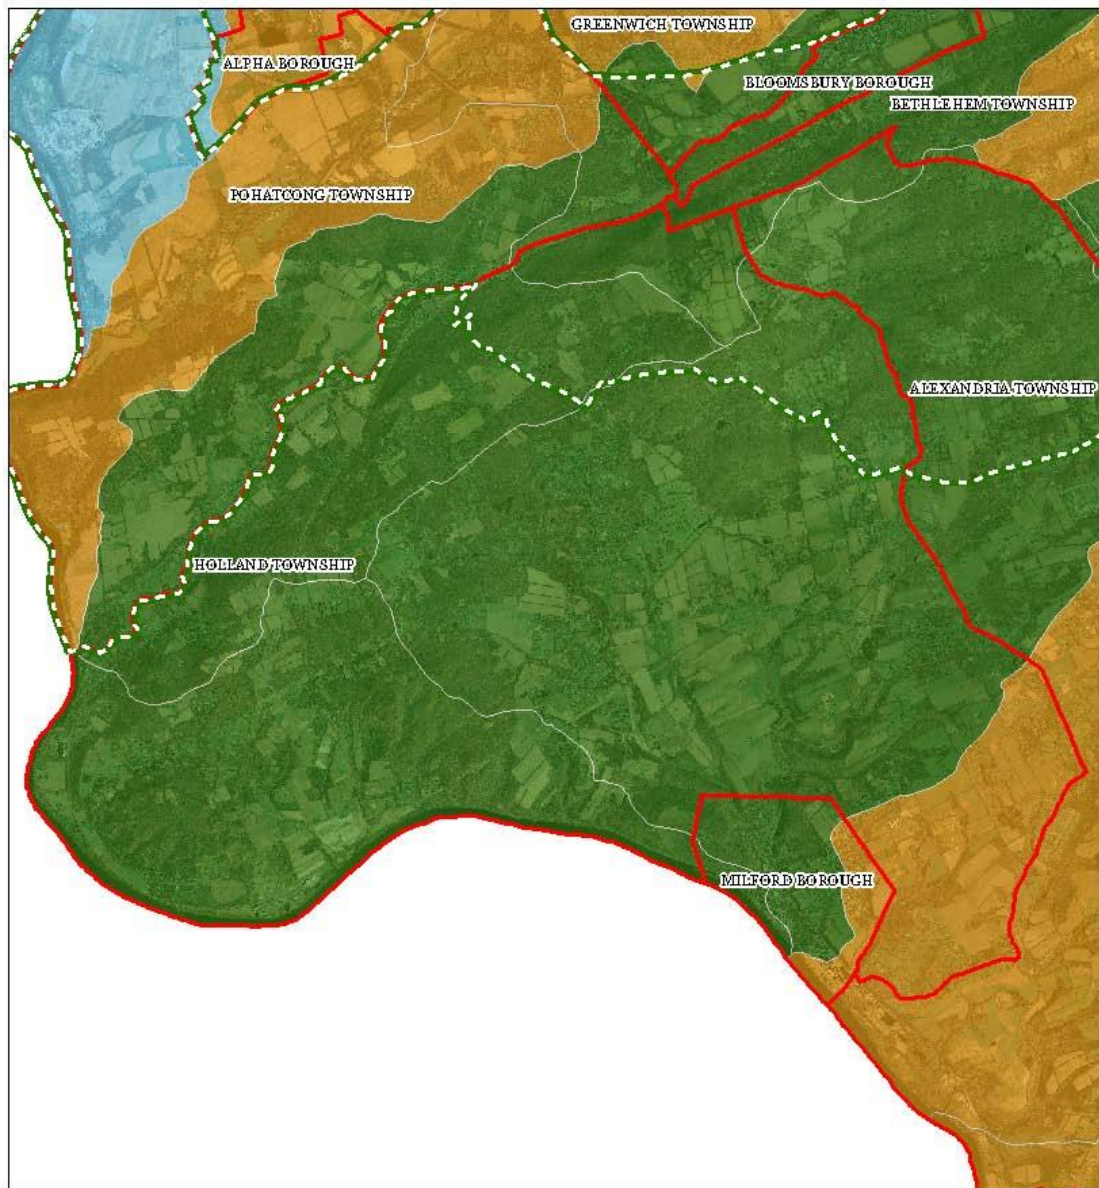 GREENWICH TOWNSHIP
ALPHA BOROUGH
BLOOMSBURY BOROUGH
BETHLEHEM TOWNSHIP
POHATCONG TOWNSHIP
ALEXANDRIA TOWNSHIP
HOLLAND TOWNSHIP
MILFORD BOROUGH